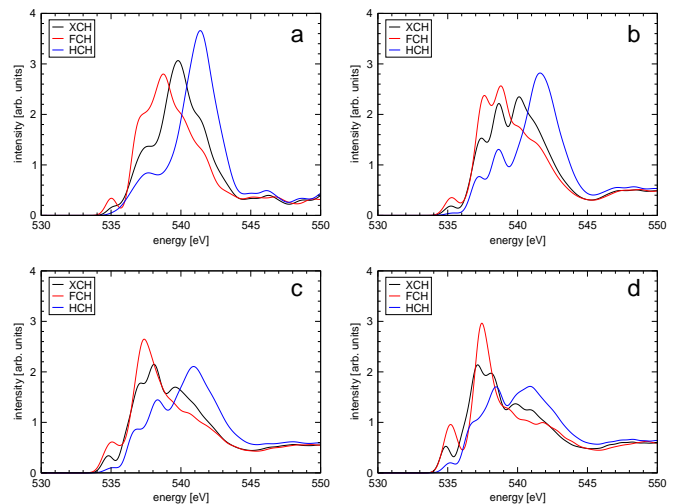 a
XCH
FCH
HCH
intensity [arb. units]
4
3
2
1
0
530 535 540 545 550
energy [eV]
b
XCH
FCH
HCH
intensity [arb. units]
4
3
2
1
0
530 535 540 545 550
energy [eV]
c
XCH
FCH
HCH
intensity [arb. units]
4
3
2
1
0
530 535 540 545 550
energy [eV]
d
XCH
FCH
HCH
intensity [arb. units]
4
3
2
1
0
530 535 540 545 550
energy [eV]